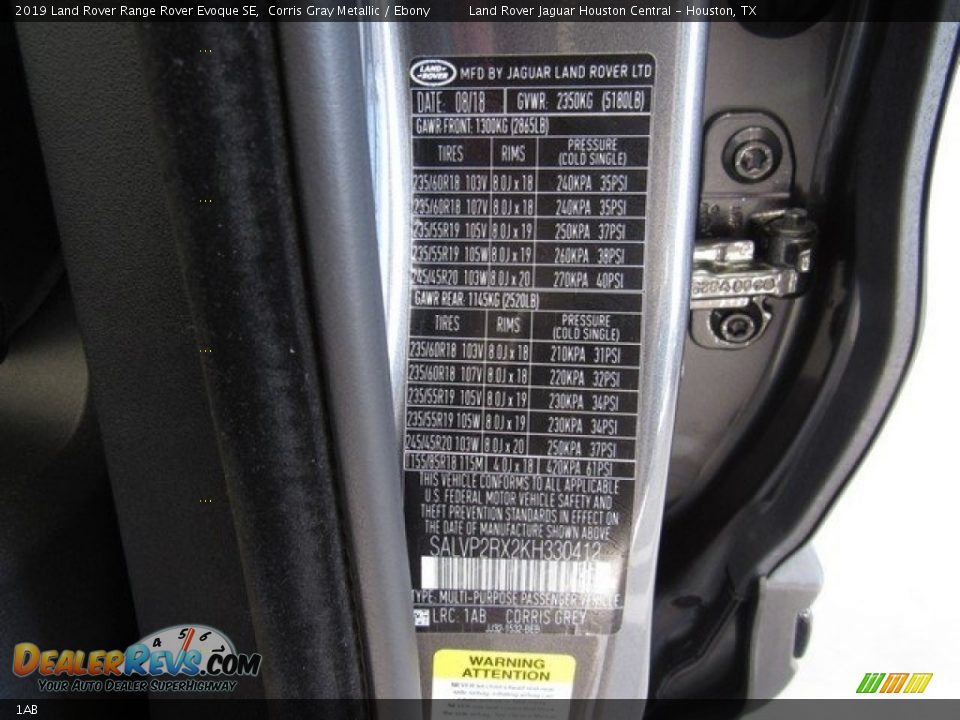 2019 Land Rover Range Rover Evoque SE, Corris Gray Metallic / Ebony Land Rover Jaguar Houston Central - Houston, TX
LAND-ROVER MFD BY JAGUAR LAND ROVER LTD
DATE. 08/18 GVWR: 2350KG (5180LB)
GAWR FRONT: 1300KG (2865LB)
TIRES RIMS PRESSURE (COLD SINGLE)
235/60R18 103V 8.0J x 18 240KPA 35PSI
235/60R18 107V 8.0J x 18 240KPA 35PSI
235/55R19 105V 8.0J x 19 250KPA 37PSI
235/55R19 105W 8.0J x 19 260KPA 38PSI
245/45R20 103W 8.0J x 20 270KPA 40PSI
GAWR REAR: 1145KG (2520LB)
TIRES RIMS PRESSURE (COLD SINGLE)
235/60R18 103V 8.0J x 18 210KPA 31PSI
235/60R18 107V 8.0J x 18 220KPA 32PSI
235/55R19 105V 8.0J x 19 230KPA 34PSI
235/55R19 105W 8.0J x 19 230KPA 34PSI
245/45R20 103W 8.0J x 20 250KPA 37PSI
T155/85R18 115M 4.0J x 18 420KPA 61PSI
THIS VEHICLE CONFORMS TO ALL APPLICABLE
U.S. FEDERAL MOTOR VEHICLE SAFETY AND
THEFT PREVENTION STANDARDS IN EFFECT ON
THE DATE OF MANUFACTURE SHOWN ABOVE
SALVP2RX2KH330412
TYPE: MULTI-PURPOSE PASSENGER VEHICLE
LRC: 1AB CORRIS GREY
WARNING
ATTENTION
DEALERREVS.COM
YOUR AUTO DEALER SUPERHIGHWAY
1AB